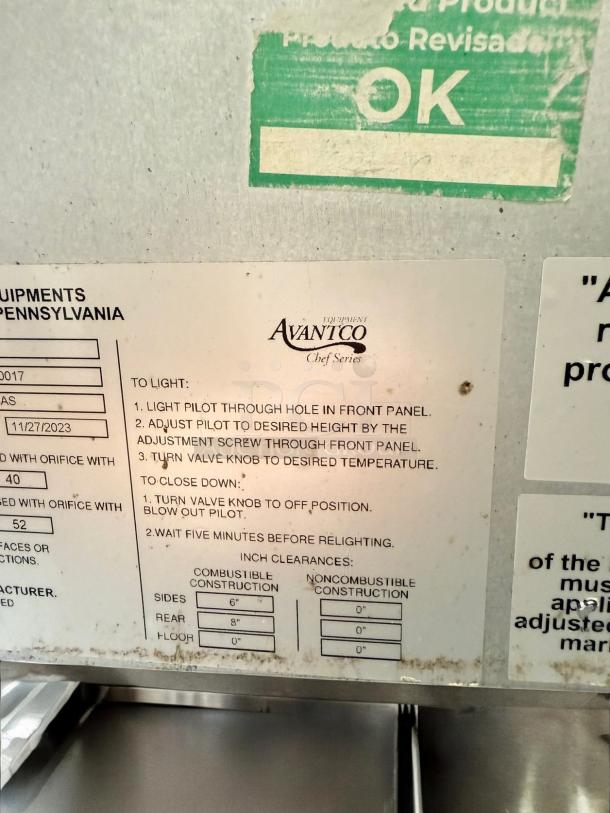 Product
Producto Revisado
OK
UIPMENTS
PENNSYLVANIA
0017
AS
11/27/2023
D WITH ORIFICE WITH
40
SED WITH ORIFICE WITH
52
FACES OR
CTIONS.
ACTURER.
ED
EQUIPMENT
AVANTCO
Chef Series
TO LIGHT:
1. LIGHT PILOT THROUGH HOLE IN FRONT PANEL.
2. ADJUST PILOT TO DESIRED HEIGHT BY THE
ADJUSTMENT SCREW THROUGH FRONT PANEL.
3. TURN VALVE KNOB TO DESIRED TEMPERATURE.
TO CLOSE DOWN:
1. TURN VALVE KNOB TO OFF POSITION.
BLOW OUT PILOT.
2.WAIT FIVE MINUTES BEFORE RELIGHTING.
INCH CLEARANCES:
COMBUSTIBLE CONSTRUCTION NONCOMBUSTIBLE CONSTRUCTION
SIDES 6" 0"
REAR 8" 0"
FLOOR 0" 0"
"A
r
pro
"T
of the
mus
appli
adjusted
mar